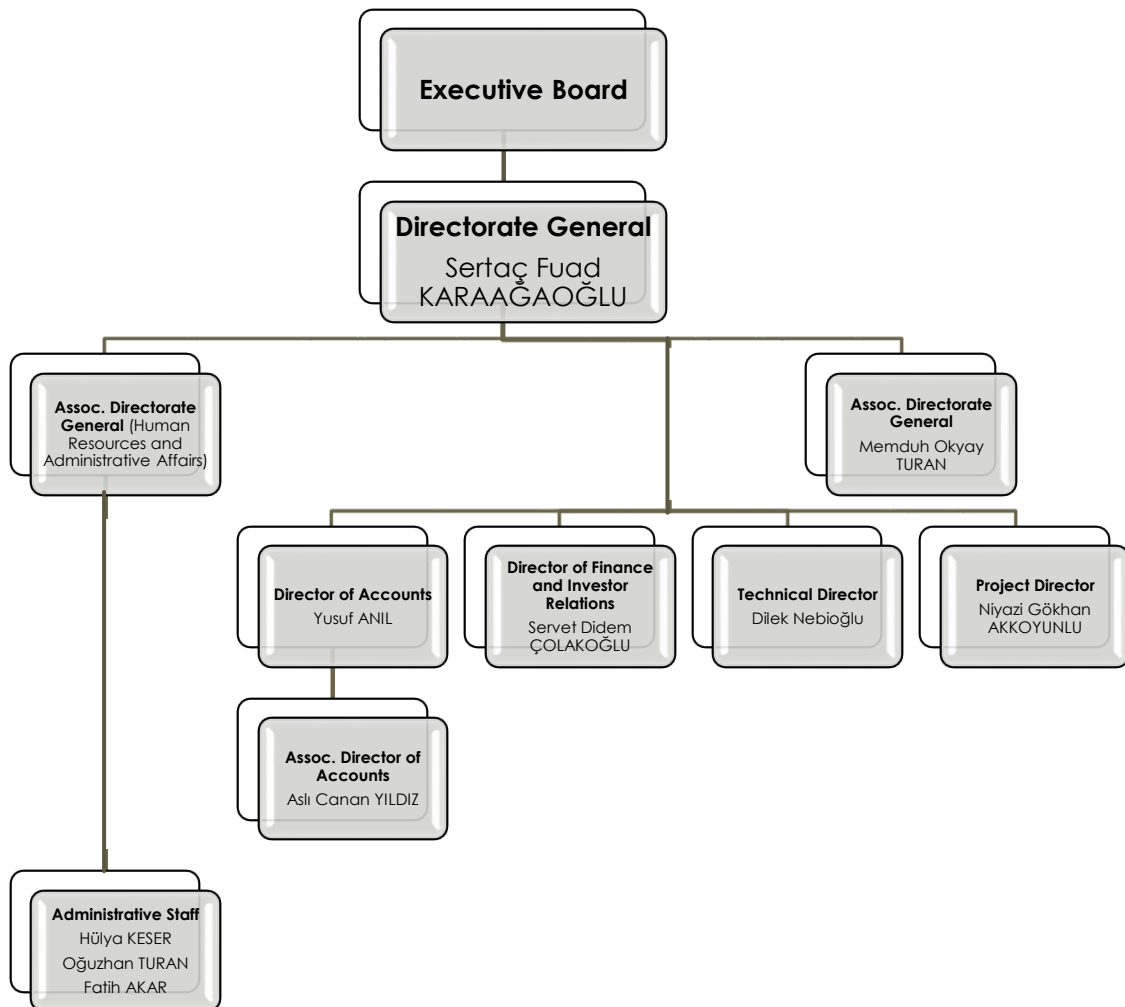 Executive Board
Directorate General
Sertaç Fuad
KARAAĞAOĞLU
Assoc. Directorate
General (Human
Resources and
Administrative Affairs)
Assoc. Directorate
General
Memduh Okyay
TURAN
Director of Accounts
Yusuf ANIL
Director of Finance
and Investor
Relations
Servet Didem
ÇOLAKOĞLU
Technical Director
Dilek Nebioğlu
Project Director
Niyazi Gökhan
AKKOYUNLU
Assoc. Director of
Accounts
Aslı Canan YILDIZ
Administrative Staff
Hülya KESER
Oğuzhan TURAN
Fatih AKAR